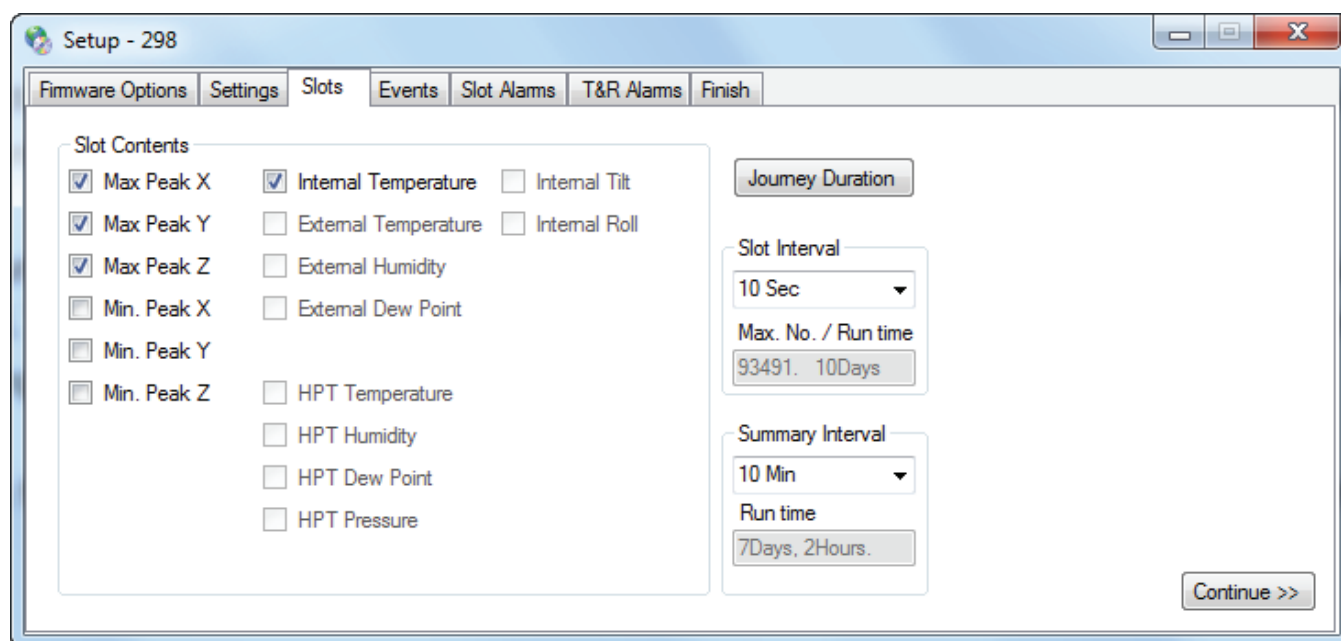 Setup - 298
Firmware Options Settings Slots Events Slot Alarms T&R Alarms Finish
Slot Contents
Max Peak X Internal Temperature Internal Tilt
Max Peak Y External Temperature Internal Roll
Max Peak Z External Humidity
Min. Peak X External Dew Point
Min. Peak Y
Min. Peak Z HPT Temperature
HPT Humidity
HPT Dew Point
HPT Pressure
Journey Duration
Slot Interval
10 Sec
Max. No. / Run time
93491. 10Days
Summary Interval
10 Min
Run time
7Days, 2Hours.
Continue >>